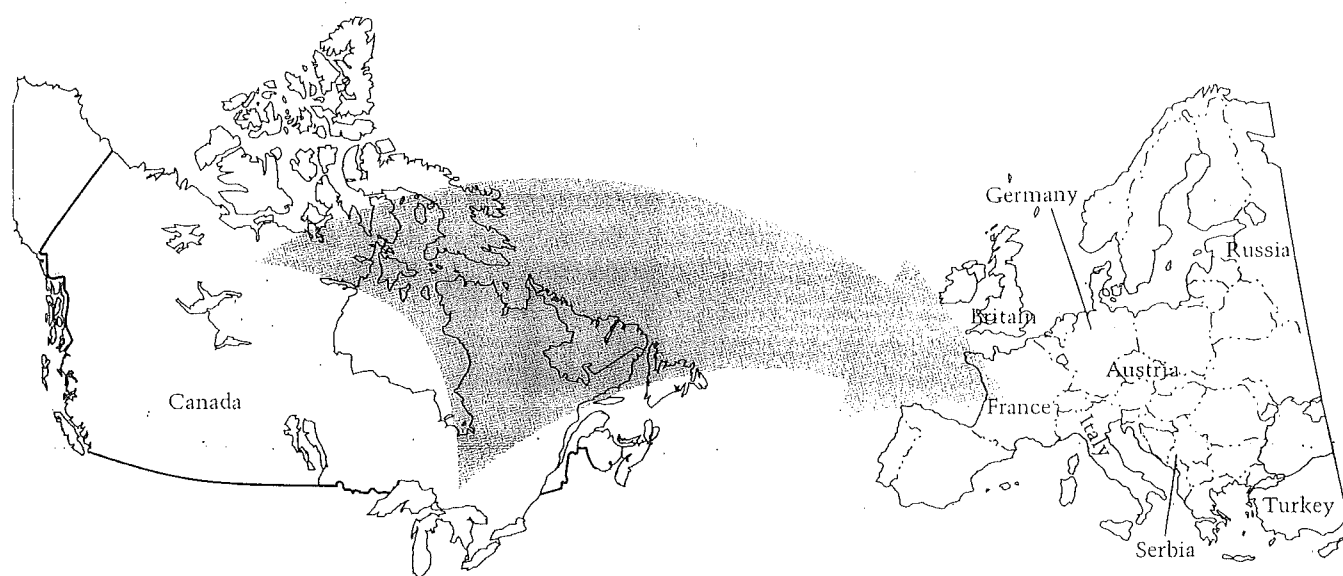 Germany
Russia
Britain
Austria
Canada
France
Italy
Turkey
Serbia